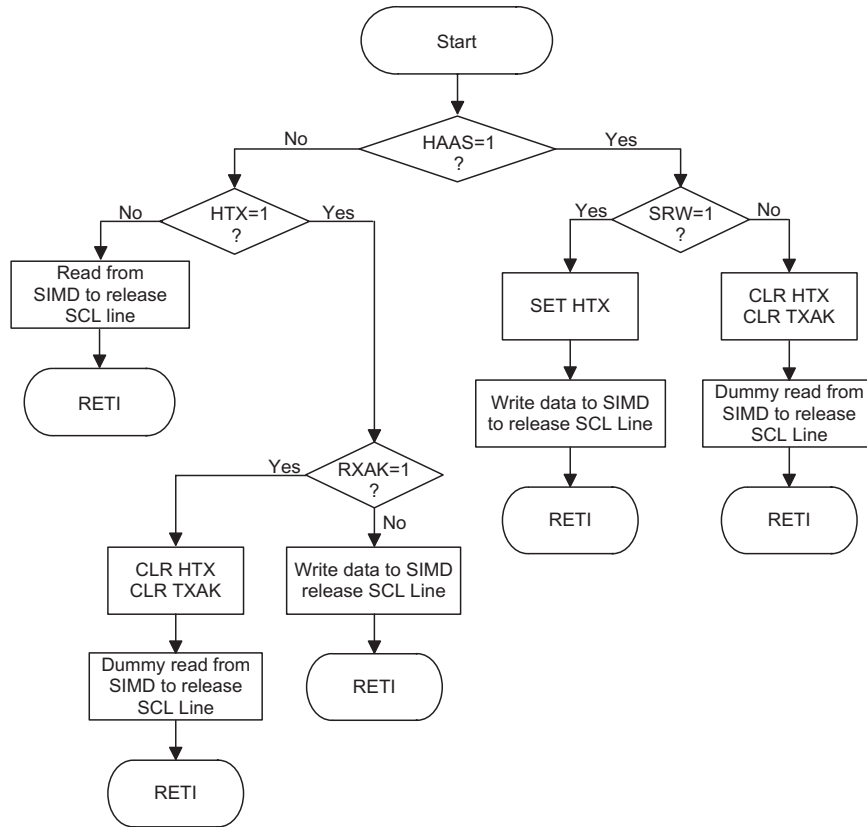 Start
HAAS=1
?
No
Yes
HTX=1
?
No
Yes
SRW=1
?
Yes
No
Read from
SIMD to release
SCL line
RETI
SET HTX
Write data to SIMD
to release SCL Line
RETI
CLR HTX
CLR TXAK
Dummy read from
SIMD to release
SCL Line
RETI
RXAK=1
?
Yes
No
CLR HTX
CLR TXAK
Dummy read from
SIMD to release
SCL Line
RETI
Write data to SIMD
release SCL Line
RETI